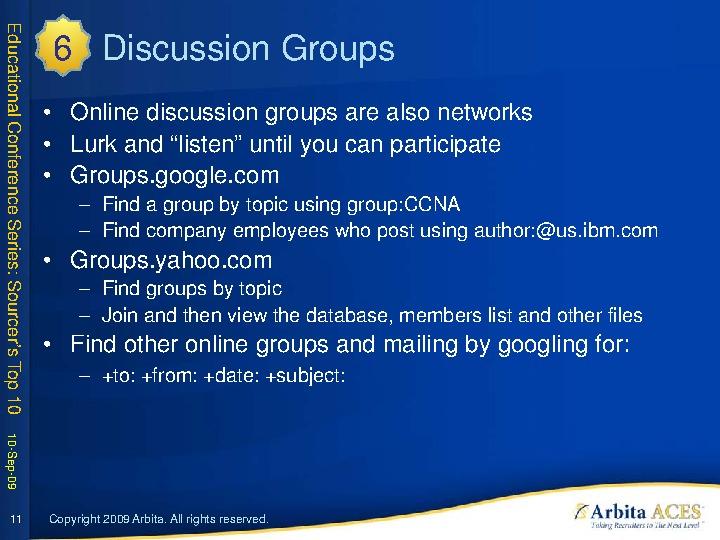 6 Discussion Groups
• Online discussion groups are also networks
• Lurk and “listen” until you can participate
• Groups.google.com
– Find a group by topic using group:CCNA
– Find company employees who post using author:@us.ibm.com
• Groups.yahoo.com
– Find groups by topic
– Join and then view the database, members list and other files
• Find other online groups and mailing by googling for:
– +to: +from: +date: +subject:
Educational Conference Series: Sourcer’s Top 10
10-Sep-09
11
Copyright 2009 Arbita. All rights reserved.
Arbita ACES
Taking Recruiters to The Next Level